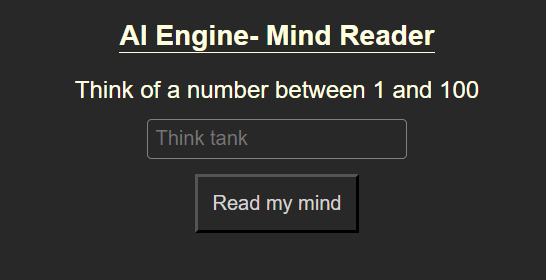 AI Engine- Mind Reader
Think of a number between 1 and 100
Think tank
Read my mind